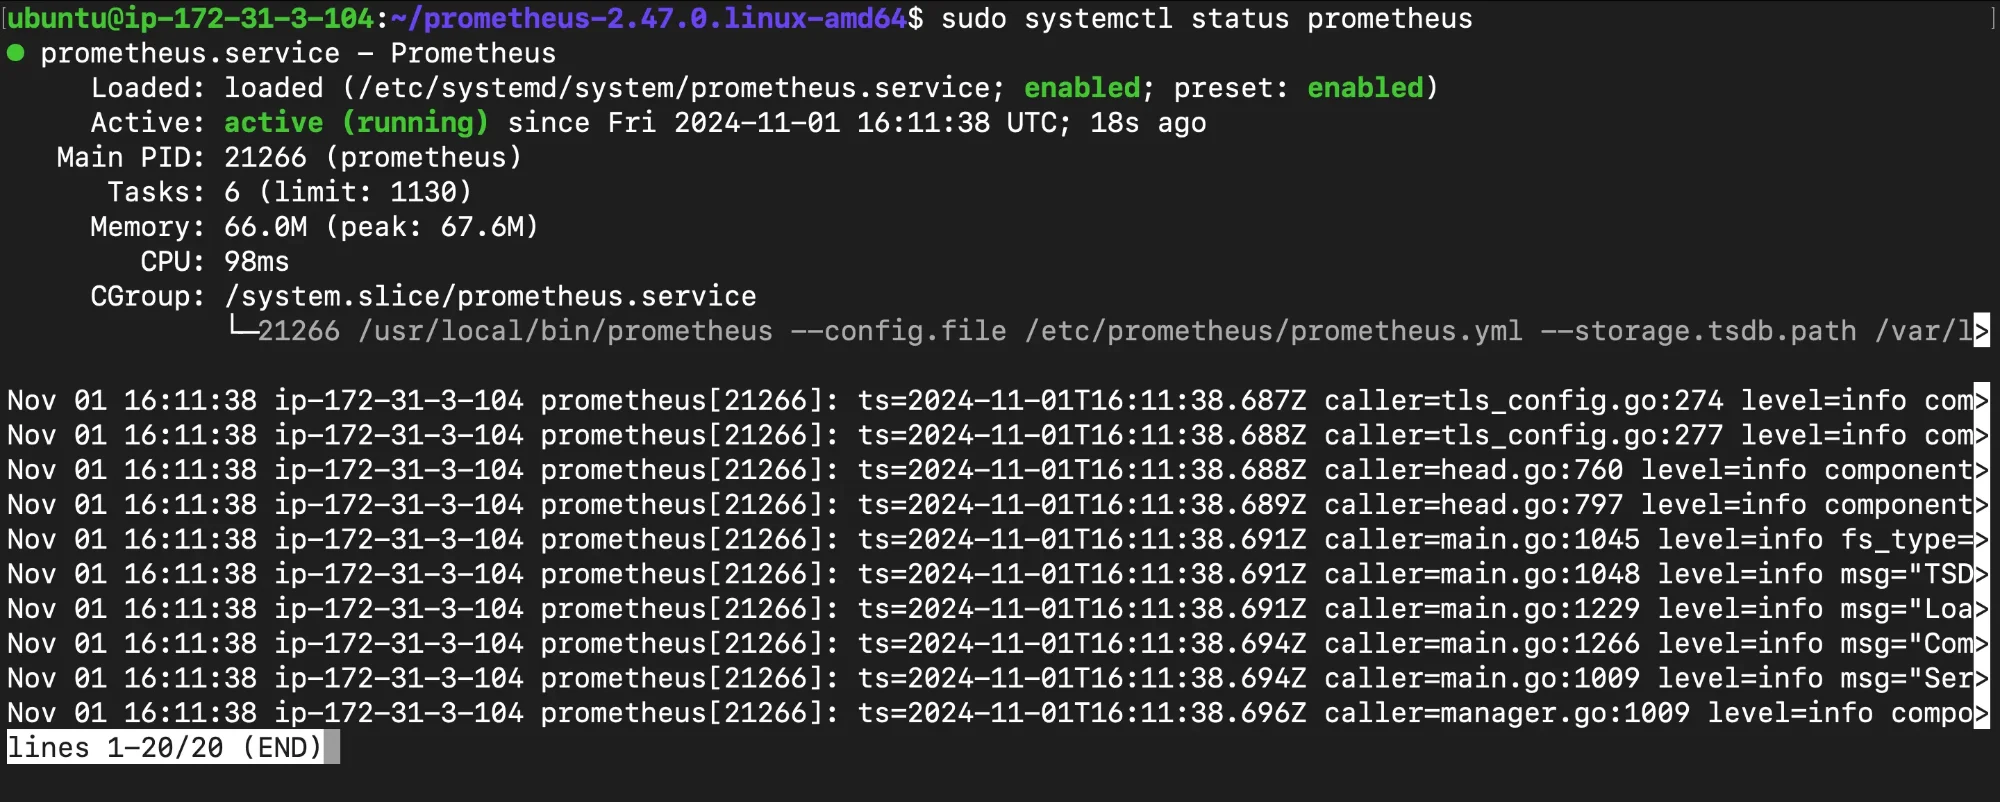 [ubuntu@ip-172-31-3-104:~/prometheus-2.47.0.linux-amd64$ sudo systemctl status prometheus ]
● prometheus.service – Prometheus
Loaded: loaded (/etc/systemd/system/prometheus.service; enabled; preset: enabled)
Active: active (running) since Fri 2024-11-01 16:11:38 UTC; 18s ago
Main PID: 21266 (prometheus)
Tasks: 6 (limit: 1130)
Memory: 66.0M (peak: 67.6M)
CPU: 98ms
CGroup: /system.slice/prometheus.service
└─21266 /usr/local/bin/prometheus --config.file /etc/prometheus/prometheus.yml --storage.tsdb.path /var/l>
Nov 01 16:11:38 ip-172-31-3-104 prometheus[21266]: ts=2024-11-01T16:11:38.687Z caller=tls_config.go:274 level=info com>
Nov 01 16:11:38 ip-172-31-3-104 prometheus[21266]: ts=2024-11-01T16:11:38.688Z caller=tls_config.go:277 level=info com>
Nov 01 16:11:38 ip-172-31-3-104 prometheus[21266]: ts=2024-11-01T16:11:38.688Z caller=head.go:760 level=info component>
Nov 01 16:11:38 ip-172-31-3-104 prometheus[21266]: ts=2024-11-01T16:11:38.689Z caller=head.go:797 level=info component>
Nov 01 16:11:38 ip-172-31-3-104 prometheus[21266]: ts=2024-11-01T16:11:38.691Z caller=main.go:1045 level=info fs_type=>
Nov 01 16:11:38 ip-172-31-3-104 prometheus[21266]: ts=2024-11-01T16:11:38.691Z caller=main.go:1048 level=info msg="TSD>
Nov 01 16:11:38 ip-172-31-3-104 prometheus[21266]: ts=2024-11-01T16:11:38.691Z caller=main.go:1229 level=info msg="Loa>
Nov 01 16:11:38 ip-172-31-3-104 prometheus[21266]: ts=2024-11-01T16:11:38.694Z caller=main.go:1266 level=info msg="Com>
Nov 01 16:11:38 ip-172-31-3-104 prometheus[21266]: ts=2024-11-01T16:11:38.694Z caller=main.go:1009 level=info msg="Ser>
Nov 01 16:11:38 ip-172-31-3-104 prometheus[21266]: ts=2024-11-01T16:11:38.696Z caller=manager.go:1009 level=info compo>
lines 1-20/20 (END)